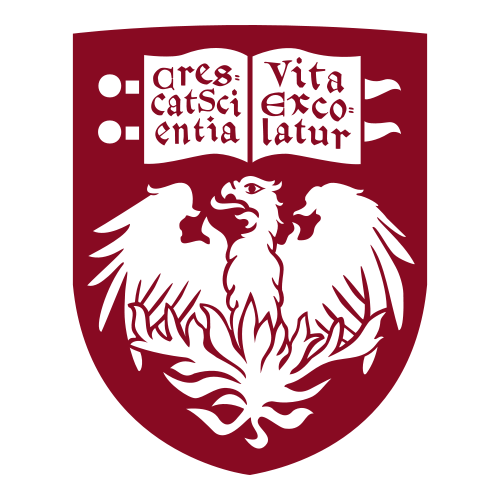 Cres=
catSci
entia
Vita
Exco=
latur